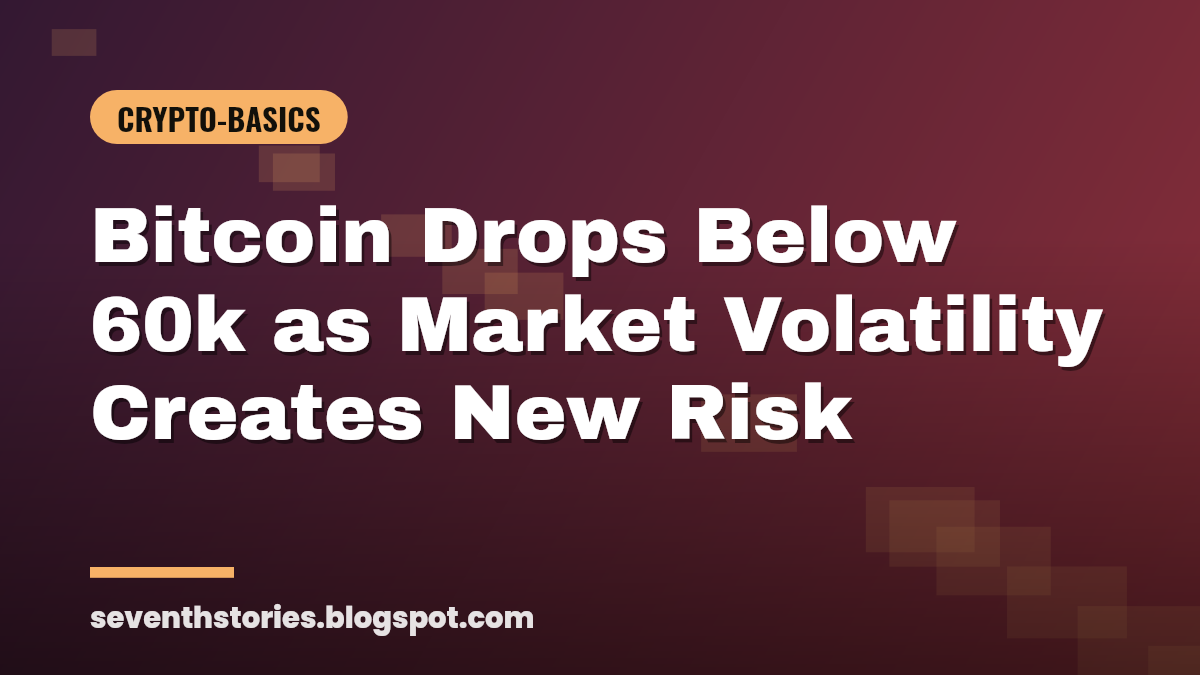 CRYPTO-BASICS
Bitcoin Drops Below
60k as Market Volatility
Creates New Risk
seventhstories.blogspot.com